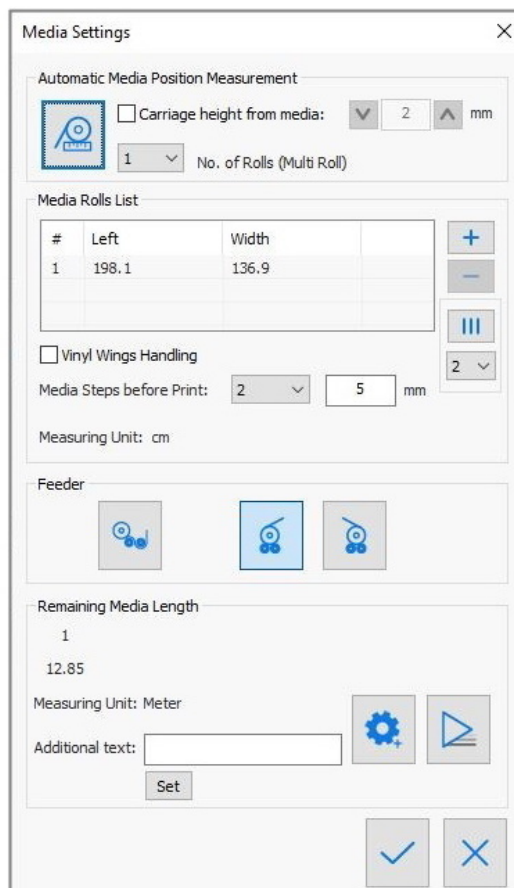 Media Settings
Automatic Media Position Measurement
Carriage height from media: 2 mm
1 No. of Rolls (Multi Roll)
Media Rolls List
# Left Width
1 198.1 136.9
Vinyl Wings Handling
2
Media Steps before Print: 2 5 mm
Measuring Unit: cm
Feeder
Remaining Media Length
1
12.85
Measuring Unit: Meter
Additional text:
Set